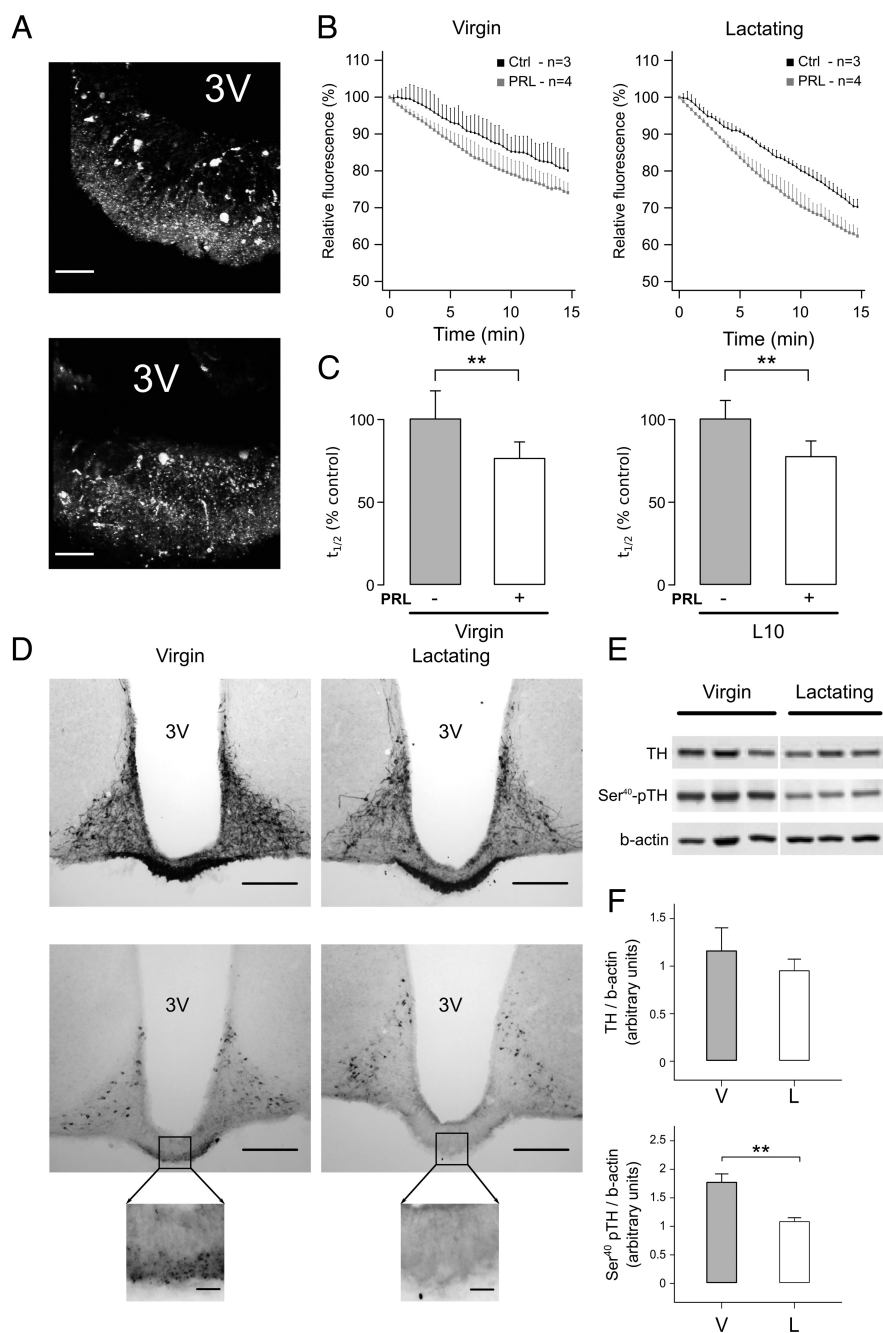 A
3V
3V
B
Virgin
Ctrl - n=3
PRL - n=4
Relative fluorescence (%)
110
100
90
80
70
60
50
0
5
10
15
Time (min)
Lactating
Ctrl - n=3
PRL - n=4
Relative fluorescence (%)
110
100
90
80
70
60
50
0
5
10
15
Time (min)
C
**
t1/2 (% control)
100
50
0
PRL - +
Virgin
**
t1/2 (% control)
100
50
0
PRL - +
L10
D
Virgin
Lactating
3V
3V
3V
3V
E
Virgin Lactating
TH
Ser40-pTH
b-actin
F
TH / b-actin
(arbitrary units)
1.5
1
0.5
0
V L
Ser40 pTH / b-actin
(arbitrary units)
2.5
2
1.5
1
0.5
0
**
V L